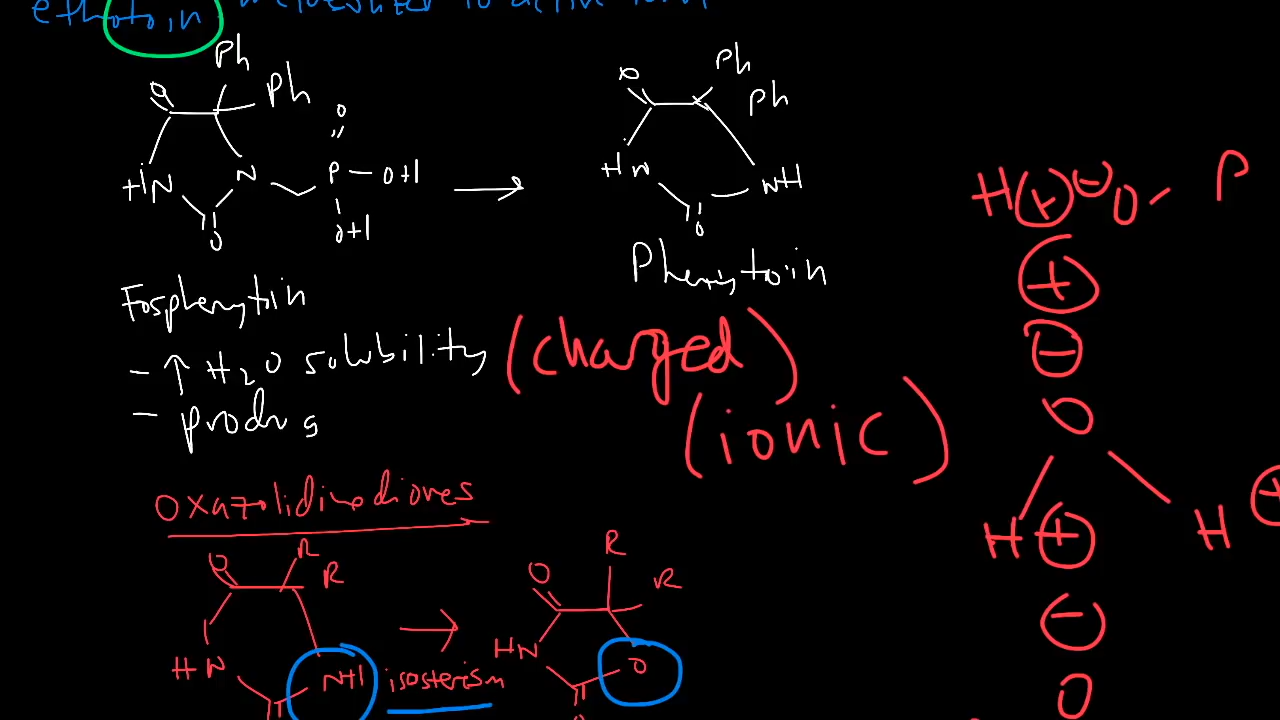 ethotoin
Ph
Ph
O
HN
N
O
P
O
OH
OH
Fosphenytoin
- ↑ H2O solubility (charged)
- prodrug (ionic)
→
O
Ph
Ph
HN
NH
O
Phenytoin
Oxazolidinediones
O
R
R
HN
NH
→
isosterism
O
R
R
HN
O
O
H + - O - P
+
-
O
H +
H +
-
O